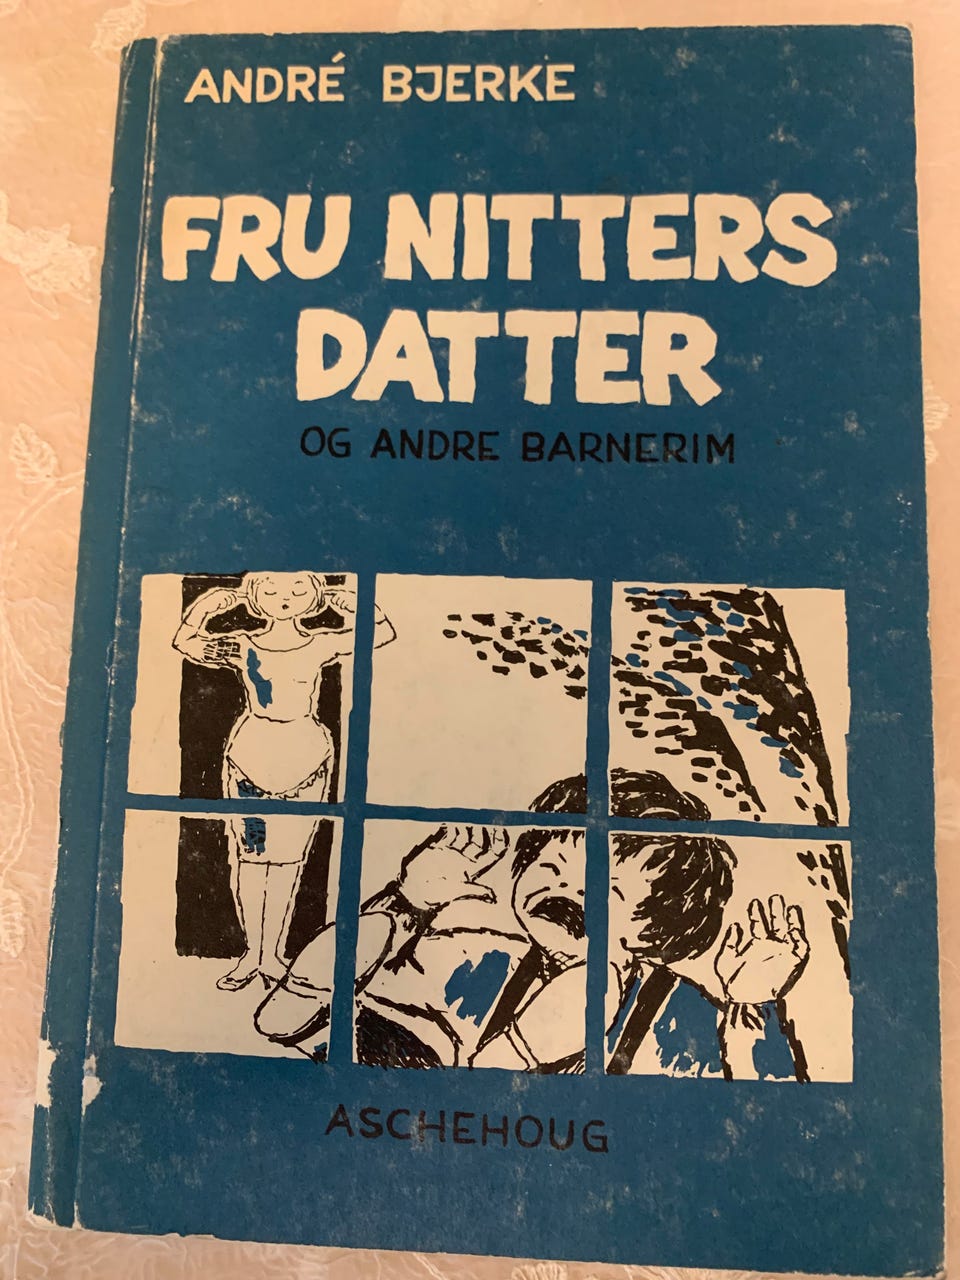 ANDRÉ BJERKE
FRU NITTERS
DATTER
OG ANDRE BARNERIM
ASCHEHOUG